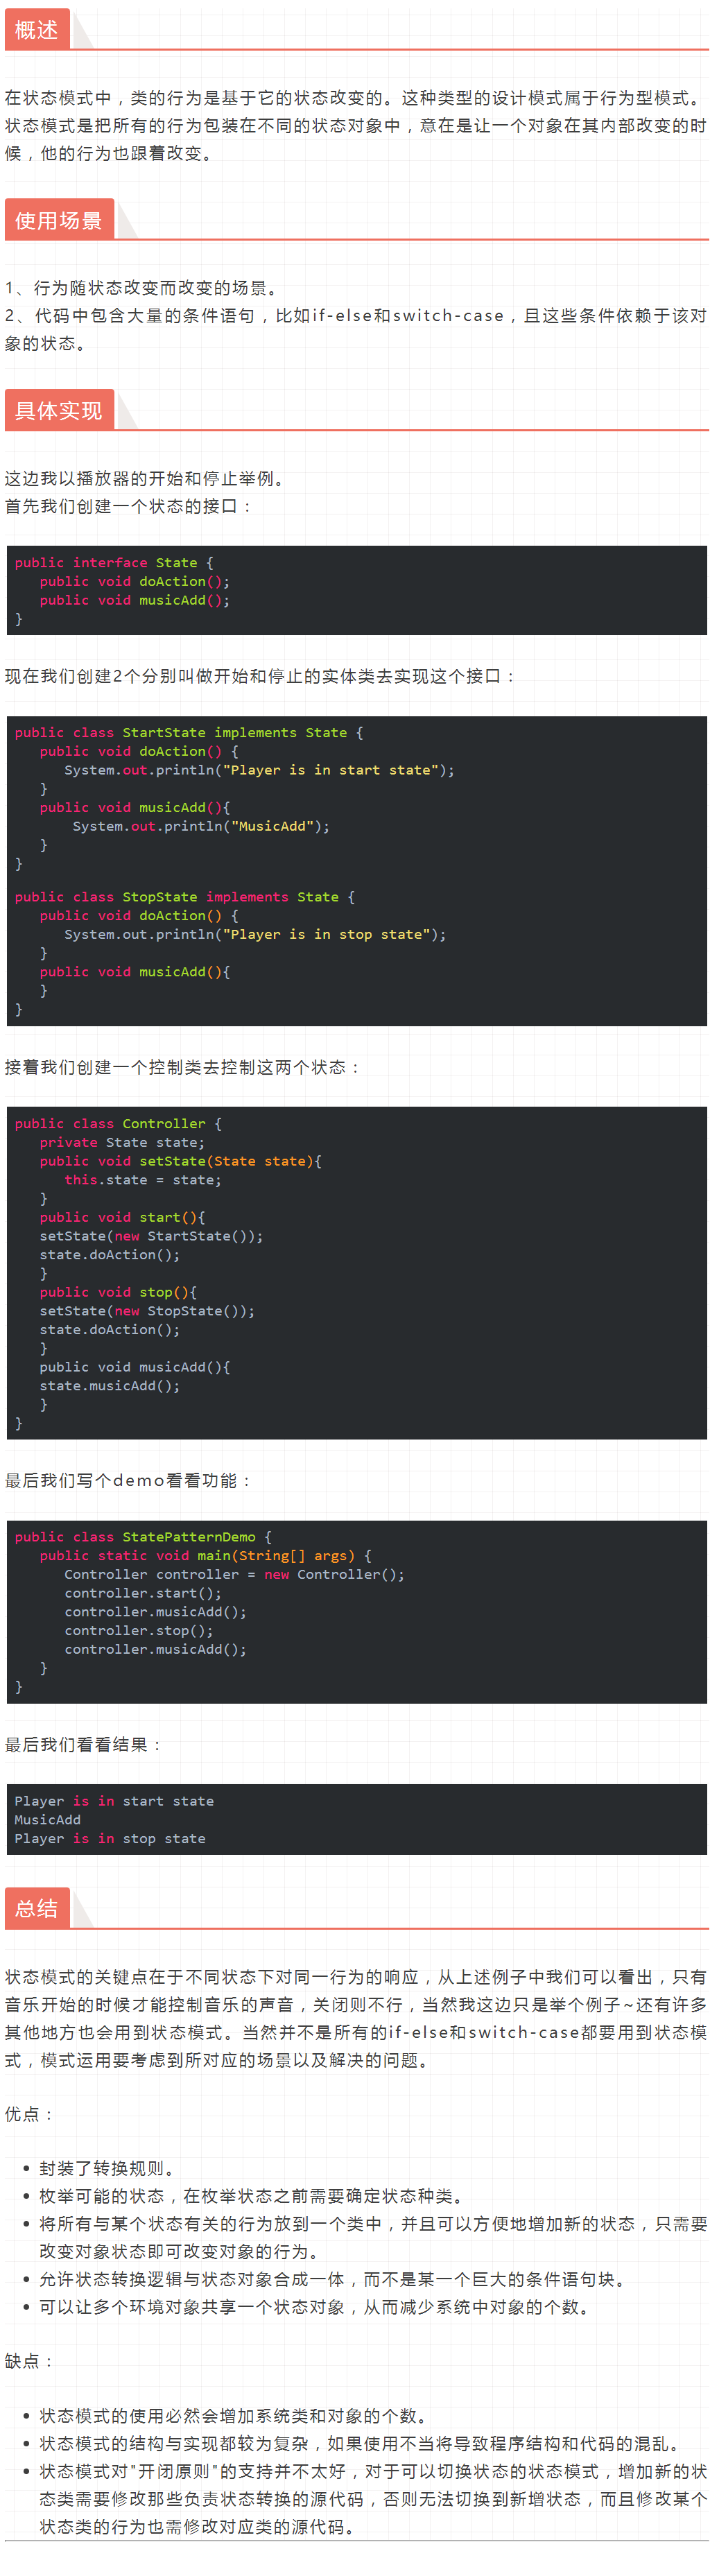 概述
在状态模式中，类的行为是基于它的状态改变的。这种类型的设计模式属于行为型模式。
状态模式是把所有的行为包装在不同的状态对象中，意在是让一个对象在其内部改变的时
候，他的行为也跟着改变。
使用场景
1、行为随状态改变而改变的场景。
2、代码中包含大量的条件语句，比如if-else和switch-case，且这些条件依赖于该对
象的状态。
具体实现
这边我以播放器的开始和停止举例。
首先我们创建一个状态的接口：
public interface State {
   public void doAction();
   public void musicAdd();
}
现在我们创建2个分别叫做开始和停止的实体类去实现这个接口：
public class StartState implements State {
   public void doAction() {
      System.out.println("Player is in start state");
   }
   public void musicAdd(){
       System.out.println("MusicAdd");
   }
}
public class StopState implements State {
   public void doAction() {
      System.out.println("Player is in stop state");
   }
   public void musicAdd(){
   }
}
接着我们创建一个控制类去控制这两个状态：
public class Controller {
   private State state;
   public void setState(State state){
      this.state = state;
   }
   public void start(){
   setState(new StartState());
   state.doAction();
   }
   public void stop(){
   setState(new StopState());
   state.doAction();
   }
   public void musicAdd(){
   state.musicAdd();
   }
}
最后我们写个demo看看功能：
public class StatePatternDemo {
   public static void main(String[] args) {
      Controller controller = new Controller();
      controller.start();
      controller.musicAdd();
      controller.stop();
      controller.musicAdd();
   }
}
最后我们看看结果：
Player is in start state
MusicAdd
Player is in stop state
总结
状态模式的关键点在于不同状态下对同一行为的响应，从上述例子中我们可以看出，只有
音乐开始的时候才能控制音乐的声音，关闭则不行，当然我这边只是举个例子~还有许多
其他地方也会用到状态模式。当然并不是所有的if-else和switch-case都要用到状态模
式，模式运用要考虑到所对应的场景以及解决的问题。
优点：
• 封装了转换规则。
• 枚举可能的状态，在枚举状态之前需要确定状态种类。
• 将所有与某个状态有关的行为放到一个类中，并且可以方便地增加新的状态，只需要
改变对象状态即可改变对象的行为。
• 允许状态转换逻辑与状态对象合成一体，而不是某一个巨大的条件语句块。
• 可以让多个环境对象共享一个状态对象，从而减少系统中对象的个数。
缺点：
• 状态模式的使用必然会增加系统类和对象的个数。
• 状态模式的结构与实现都较为复杂，如果使用不当将导致程序结构和代码的混乱。
• 状态模式对"开闭原则"的支持并不太好，对于可以切换状态的状态模式，增加新的状
态类需要修改那些负责状态转换的源代码，否则无法切换到新增状态，而且修改某个
状态类的行为也需修改对应类的源代码。